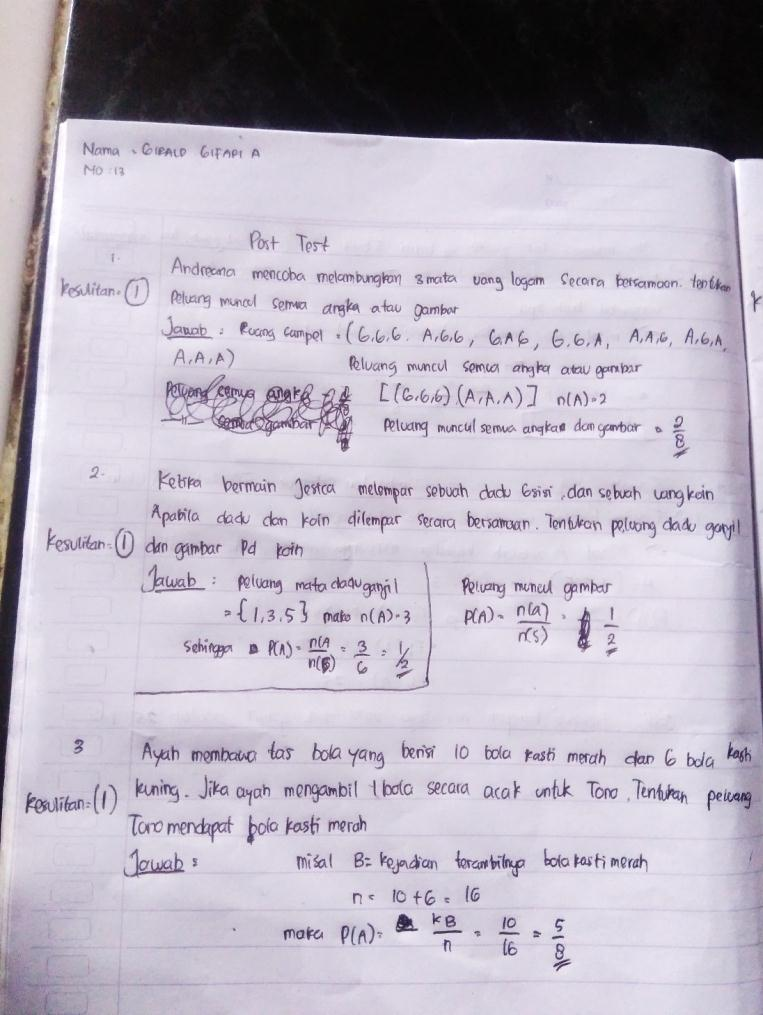 Nama : GIRALD GIFARI A
NO : 13
Post Test
1. Andreana mencoba melambungkan 3 mata uang logam Secara bersamaan. tentukan
Kesulitan = (1) Peluang muncul semua angka atau gambar
Jawab : Ruang Sampel = (G,G,G. A,G,G, G,A,G, G,G,A, A,A,G, A,G,A,
A,A,A) Peluang muncul semua angka atau gambar
Peluang semua angka [(G,G,G) (A,A,A)] n(A)=2
semua gambar Peluang muncul semua angka dan gambar = 2/8
2. Ketika bermain Jesica melempar sebuah dadu 6sisi, dan sebuah uang koin
Apabila dadu dan koin dilempar secara bersamaan. Tentukan peluang dadu ganjil
Kesulitan = (1) dan gambar Pd koin
Jawab : peluang mata dadu ganjil Peluang muncul gambar
= {1,3,5} maka n(A)=3 P(A) = n(a)/n(s) = 1/2
Sehingga P(A) = n(A/n(S) = 3/6 = 1/2
3 Ayah membawa tas bola yang berisi 10 bola kasti merah dan 6 bola kasti
Kesulitan = (1) kuning. Jika ayah mengambil 1 bola secara acak untuk Toro, Tentukan peluang
Toro mendapat bola kasti merah
Jawab : misal B = kejadian terambilnya bola kasti merah
n = 10 + 6 = 16
maka P(A) = kB/n = 10/16 = 5/8